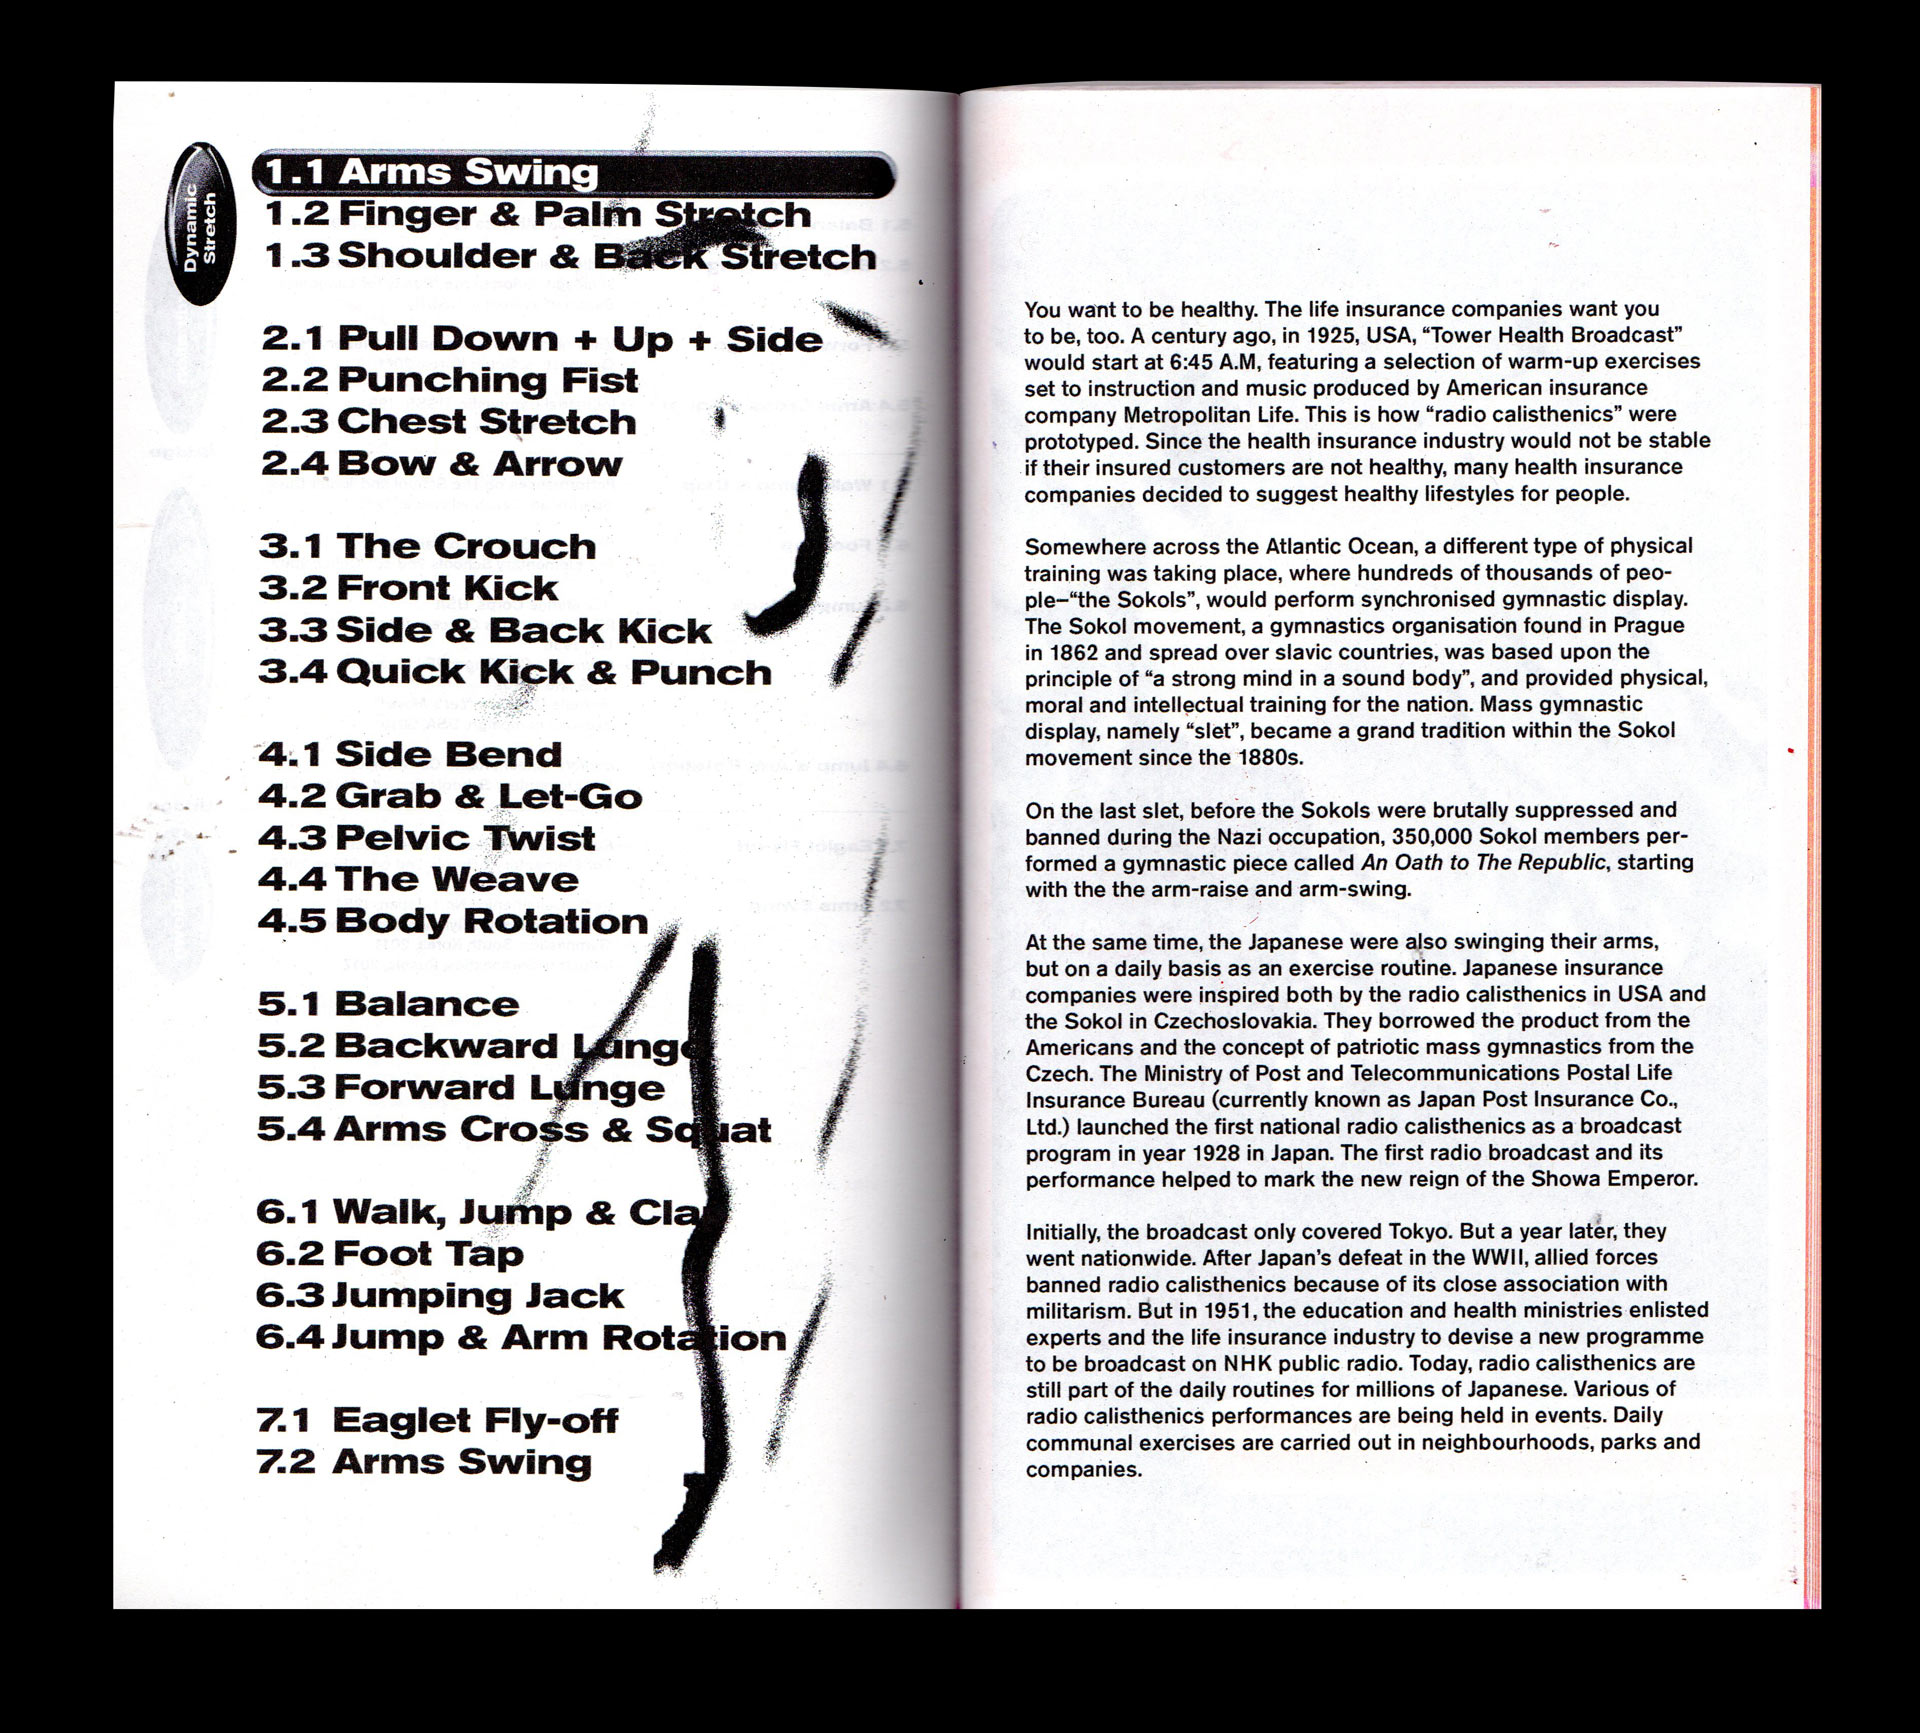 Dynamic
Stretch
1.1 Arms Swing
1.2 Finger & Palm Stretch
1.3 Shoulder & Back Stretch
2.1 Pull Down + Up + Side
2.2 Punching Fist
2.3 Chest Stretch
2.4 Bow & Arrow
3.1 The Crouch
3.2 Front Kick
3.3 Side & Back Kick
3.4 Quick Kick & Punch
4.1 Side Bend
4.2 Grab & Let-Go
4.3 Pelvic Twist
4.4 The Weave
4.5 Body Rotation
5.1 Balance
5.2 Backward Lunge
5.3 Forward Lunge
5.4 Arms Cross & Squat
6.1 Walk, Jump & Clap
6.2 Foot Tap
6.3 Jumping Jack
6.4 Jump & Arm Rotation
7.1 Eaglet Fly-off
7.2 Arms Swing
You want to be healthy. The life insurance companies want you
to be, too. A century ago, in 1925, USA, “Tower Health Broadcast”
would start at 6:45 A.M, featuring a selection of warm-up exercises
set to instruction and music produced by American insurance
company Metropolitan Life. This is how “radio calisthenics” were
prototyped. Since the health insurance industry would not be stable
if their insured customers are not healthy, many health insurance
companies decided to suggest healthy lifestyles for people.
Somewhere across the Atlantic Ocean, a different type of physical
training was taking place, where hundreds of thousands of peo-
ple–“the Sokols”, would perform synchronised gymnastic display.
The Sokol movement, a gymnastics organisation found in Prague
in 1862 and spread over slavic countries, was based upon the
principle of “a strong mind in a sound body”, and provided physical,
moral and intellectual training for the nation. Mass gymnastic
display, namely “slet”, became a grand tradition within the Sokol
movement since the 1880s.
On the last slet, before the Sokols were brutally suppressed and
banned during the Nazi occupation, 350,000 Sokol members per-
formed a gymnastic piece called An Oath to The Republic, starting
with the the arm-raise and arm-swing.
At the same time, the Japanese were also swinging their arms,
but on a daily basis as an exercise routine. Japanese insurance
companies were inspired both by the radio calisthenics in USA and
the Sokol in Czechoslovakia. They borrowed the product from the
Americans and the concept of patriotic mass gymnastics from the
Czech. The Ministry of Post and Telecommunications Postal Life
Insurance Bureau (currently known as Japan Post Insurance Co.,
Ltd.) launched the first national radio calisthenics as a broadcast
program in year 1928 in Japan. The first radio broadcast and its
performance helped to mark the new reign of the Showa Emperor.
Initially, the broadcast only covered Tokyo. But a year later, they
went nationwide. After Japan’s defeat in the WWII, allied forces
banned radio calisthenics because of its close association with
militarism. But in 1951, the education and health ministries enlisted
experts and the life insurance industry to devise a new programme
to be broadcast on NHK public radio. Today, radio calisthenics are
still part of the daily routines for millions of Japanese. Various of
radio calisthenics performances are being held in events. Daily
communal exercises are carried out in neighbourhoods, parks and
companies.